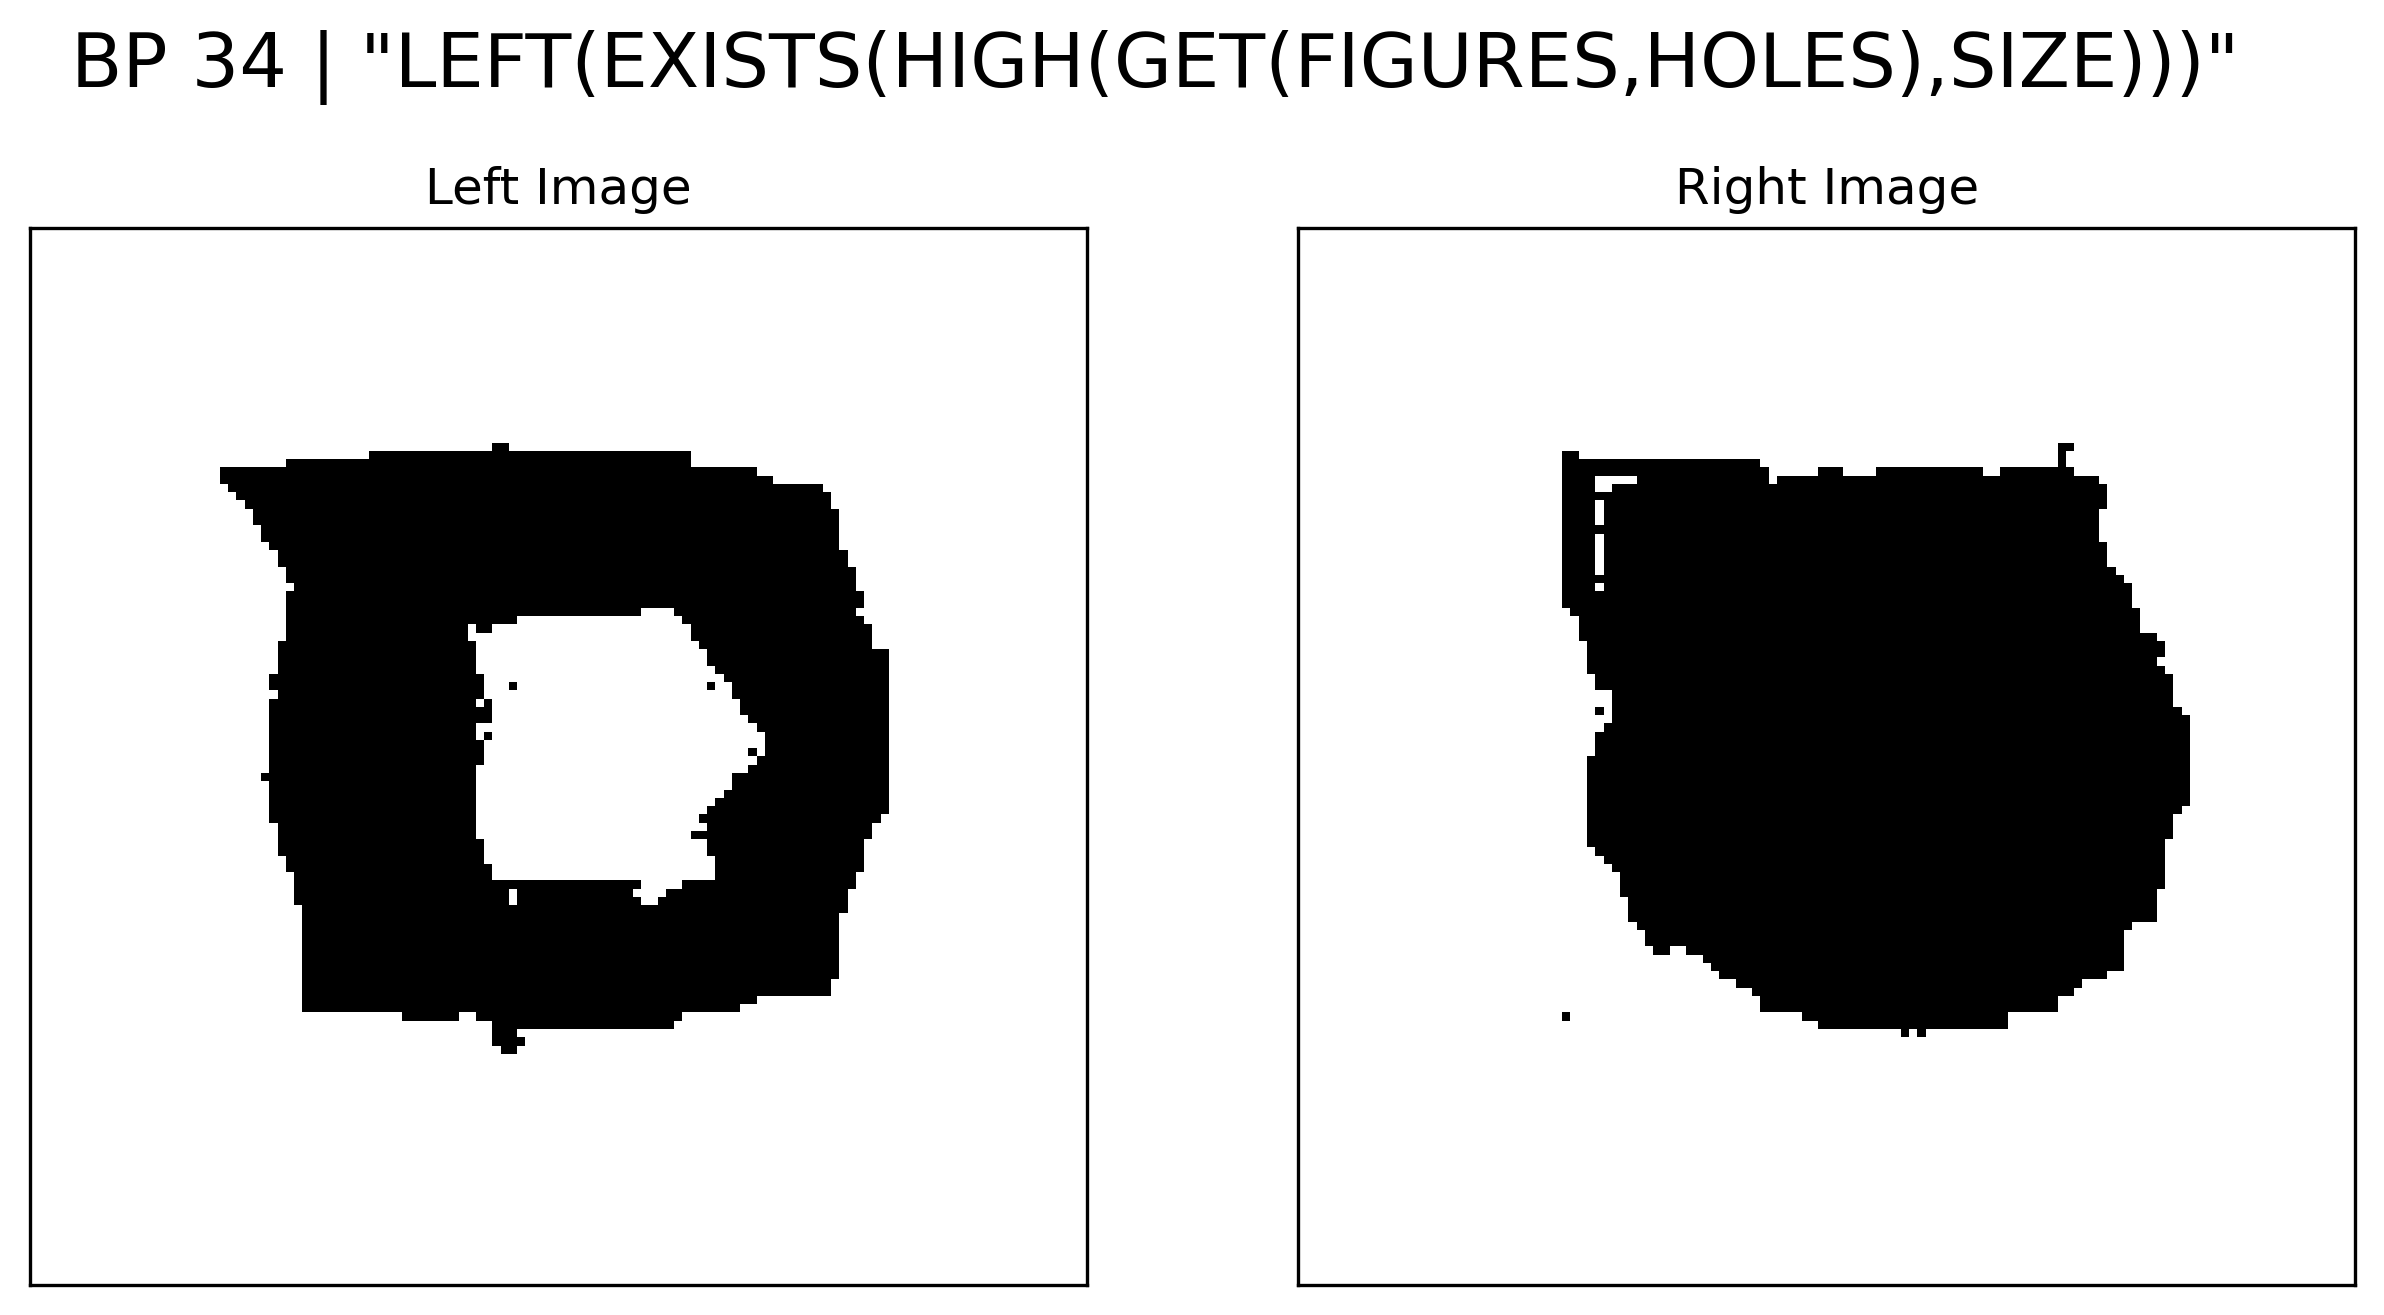 BP 34 | "LEFT(EXISTS(HIGH(GET(FIGURES,HOLES),SIZE)))"
Left Image
Right Image